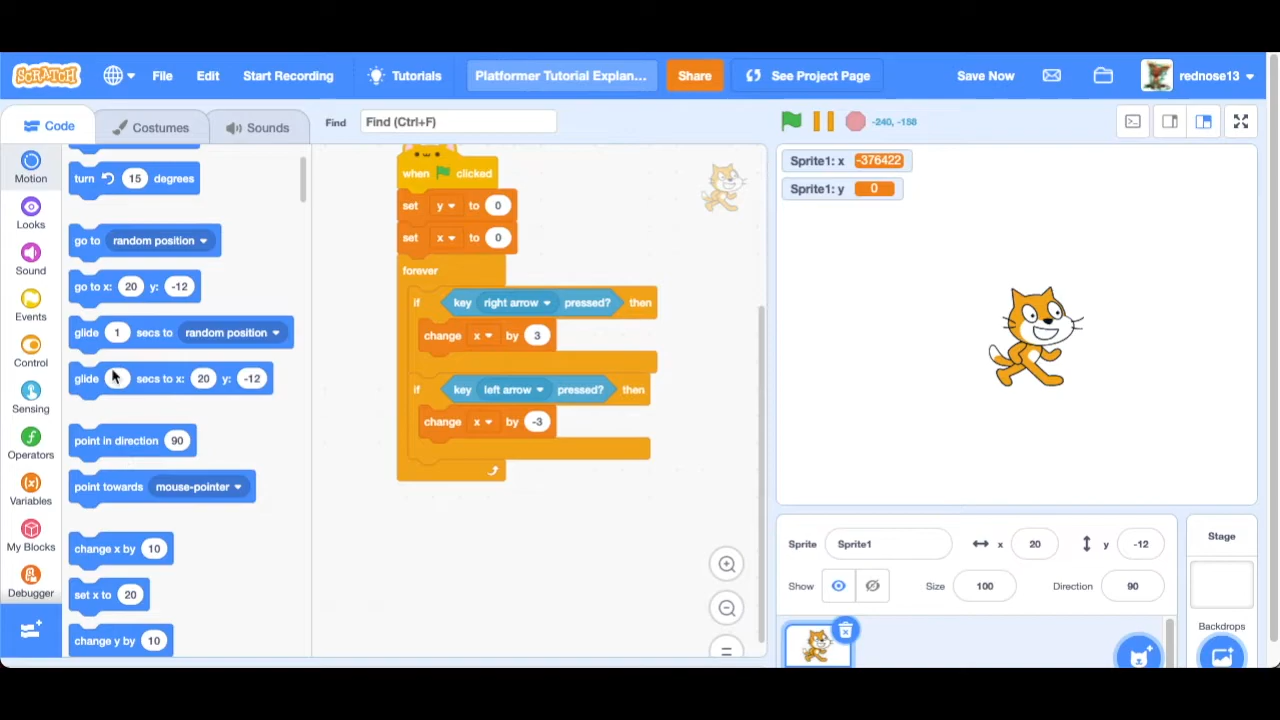 SCRATCH File Edit Start Recording Tutorials Platformer Tutorial Explan... Share See Project Page Save Now rednose13
Code Costumes Sounds Find Find (Ctrl+F) -240, -158
Motion
Looks
Sound
Events
Control
Sensing
Operators
Variables
My Blocks
Debugger
turn 15 degrees
go to random position
go to x: 20 y: -12
glide 1 secs to random position
glide secs to x: 20 y: -12
point in direction 90
point towards mouse-pointer
change x by 10
set x to 20
change y by 10
when clicked
set y to 0
set x to 0
forever
if key right arrow pressed? then
change x by 3
if key left arrow pressed? then
change x by -3
Sprite1: x -376422
Sprite1: y 0
Sprite Sprite1 x 20 y -12
Show Size 100 Direction 90
Stage
Backdrops